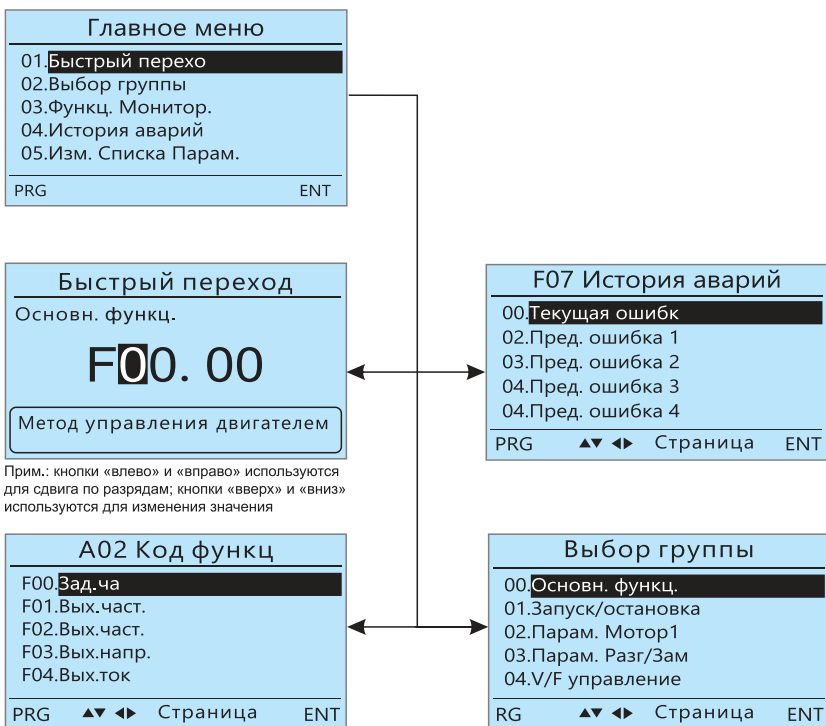 Главное меню
01.Быстрый перехо
02.Выбор группы
03.Функц. Монитор.
04.История аварий
05.Изм. Списка Парам.
PRG ENT
Быстрый переход
Основн. функц.
F00. 00
Метод управления двигателем
Прим.: кнопки «влево» и «вправо» используются
для сдвига по разрядам; кнопки «вверх» и «вниз»
используются для изменения значения
F07 История аварий
00.Текущая ошибк
02.Пред. ошибка 1
03.Пред. ошибка 2
04.Пред. ошибка 3
04.Пред. ошибка 4
PRG ▲▼ ◀▶ Страница ENT
A02 Код функц
F00.Зад.ча
F01.Вых.част.
F02.Вых.част.
F03.Вых.напр.
F04.Вых.ток
PRG ▲▼ ◀▶ Страница ENT
Выбор группы
00.Основн. функц.
01.Запуск/остановка
02.Парам. Мотор1
03.Парам. Разг/Зам
04.V/F управление
RG ▲▼ ◀▶ Страница ENT